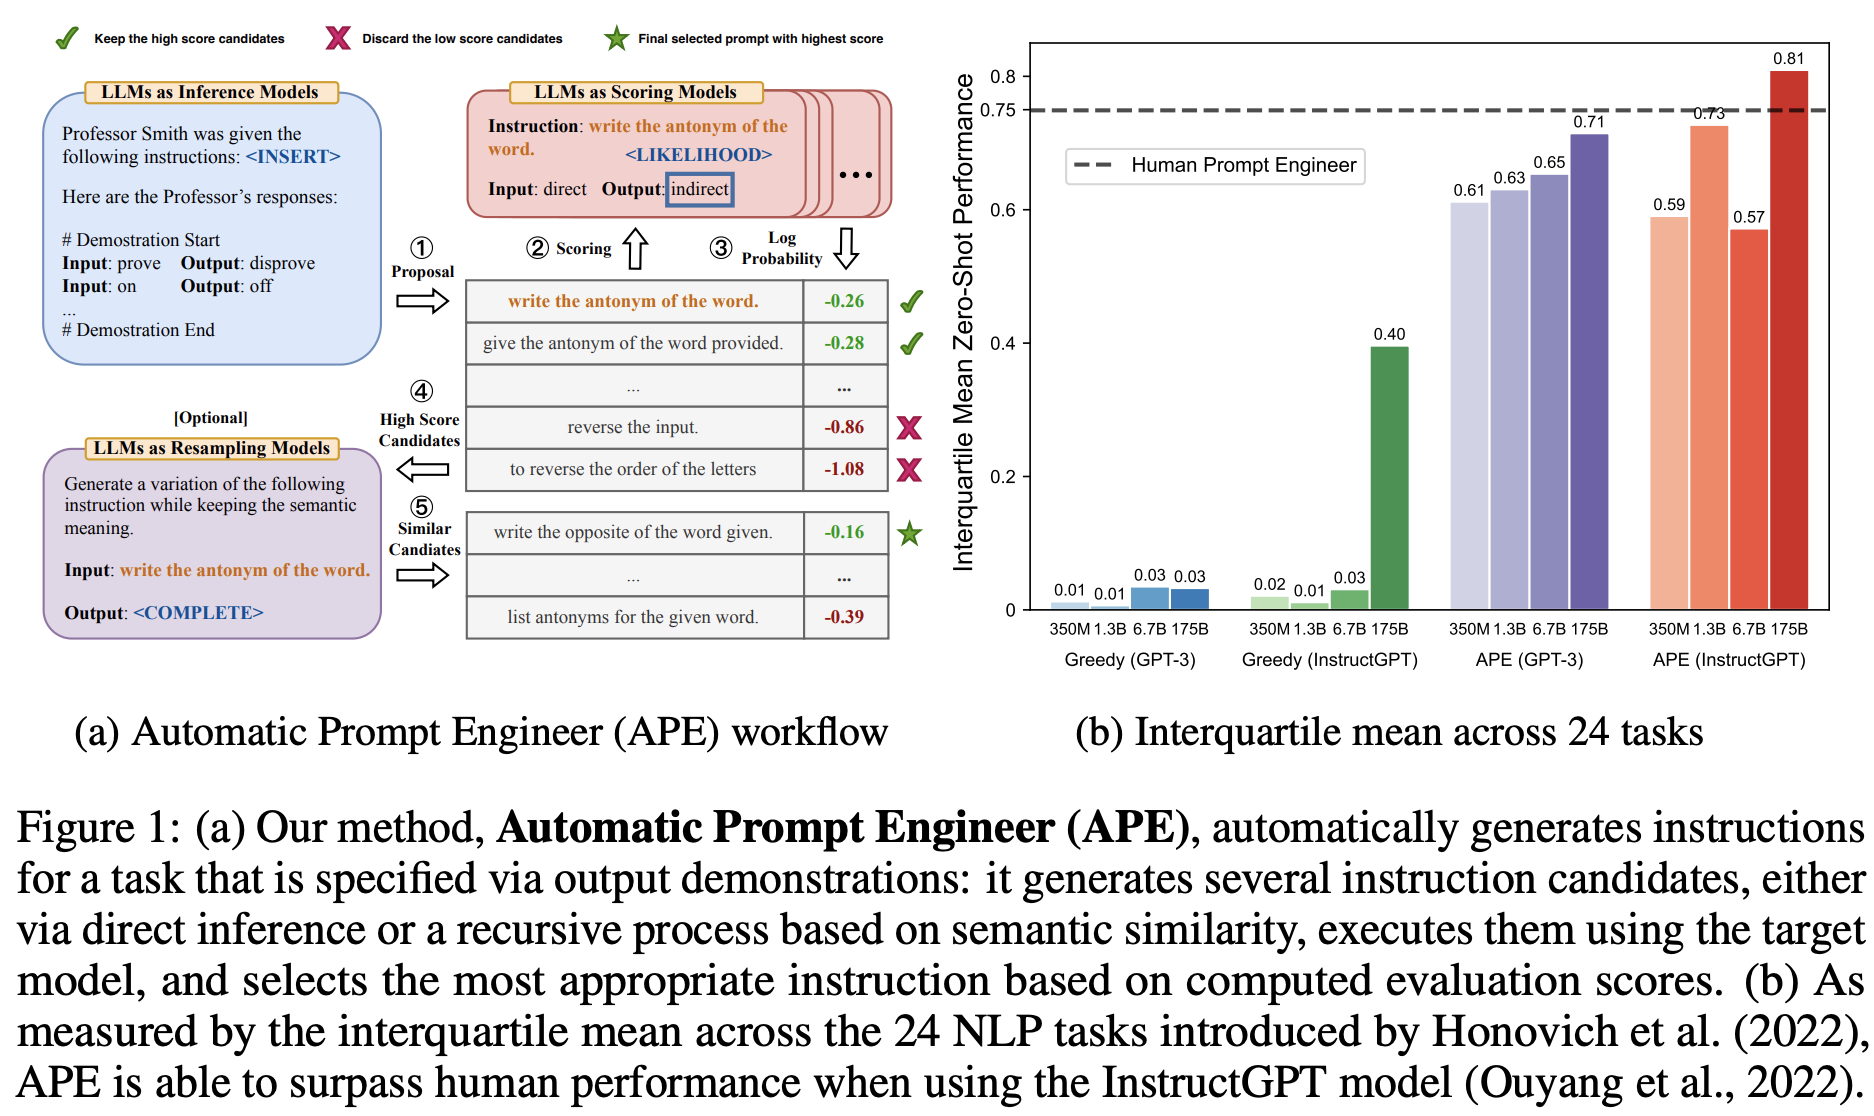 Keep the high score candidates
Discard the low score candidates
Final selected prompt with highest score
LLMs as Inference Models
Professor Smith was given the
following instructions: <INSERT>
Here are the Professor's responses:
# Demostration Start
Input: prove Output: disprove
Input: on Output: off
...
# Demostration End
① 
Proposal
LLMs as Scoring Models
Instruction: write the antonym of the
word.
<LIKELIHOOD>
Input: direct Output: indirect
...
② Scoring
③ Log
Probability
write the antonym of the word. -0.26
give the antonym of the word provided. -0.28
... ...
reverse the input. -0.86
to reverse the order of the letters -1.08
④
High Score
Candidates
[Optional]
LLMs as Resampling Models
Generate a variation of the following
instruction while keeping the semantic
meaning.
Input: write the antonym of the word.
Output: <COMPLETE>
⑤
Similar
Candiates
write the opposite of the word given. -0.16
... ...
list antonyms for the given word. -0.39
(a) Automatic Prompt Engineer (APE) workflow
Interquartile Mean Zero-Shot Performance
0.8
0.75
0.6
0.4
0.2
0
Human Prompt Engineer
0.01 0.01 0.03 0.03
0.02 0.01 0.03 0.40
0.61 0.63 0.65 0.71
0.59 0.73 0.57 0.81
350M 1.3B 6.7B 175B 350M 1.3B 6.7B 175B 350M 1.3B 6.7B 175B 350M 1.3B 6.7B 175B
Greedy (GPT-3) Greedy (InstructGPT) APE (GPT-3) APE (InstructGPT)
(b) Interquartile mean across 24 tasks
Figure 1: (a) Our method, Automatic Prompt Engineer (APE), automatically generates instructions
for a task that is specified via output demonstrations: it generates several instruction candidates, either
via direct inference or a recursive process based on semantic similarity, executes them using the target
model, and selects the most appropriate instruction based on computed evaluation scores. (b) As
measured by the interquartile mean across the 24 NLP tasks introduced by Honovich et al. (2022),
APE is able to surpass human performance when using the InstructGPT model (Ouyang et al., 2022).